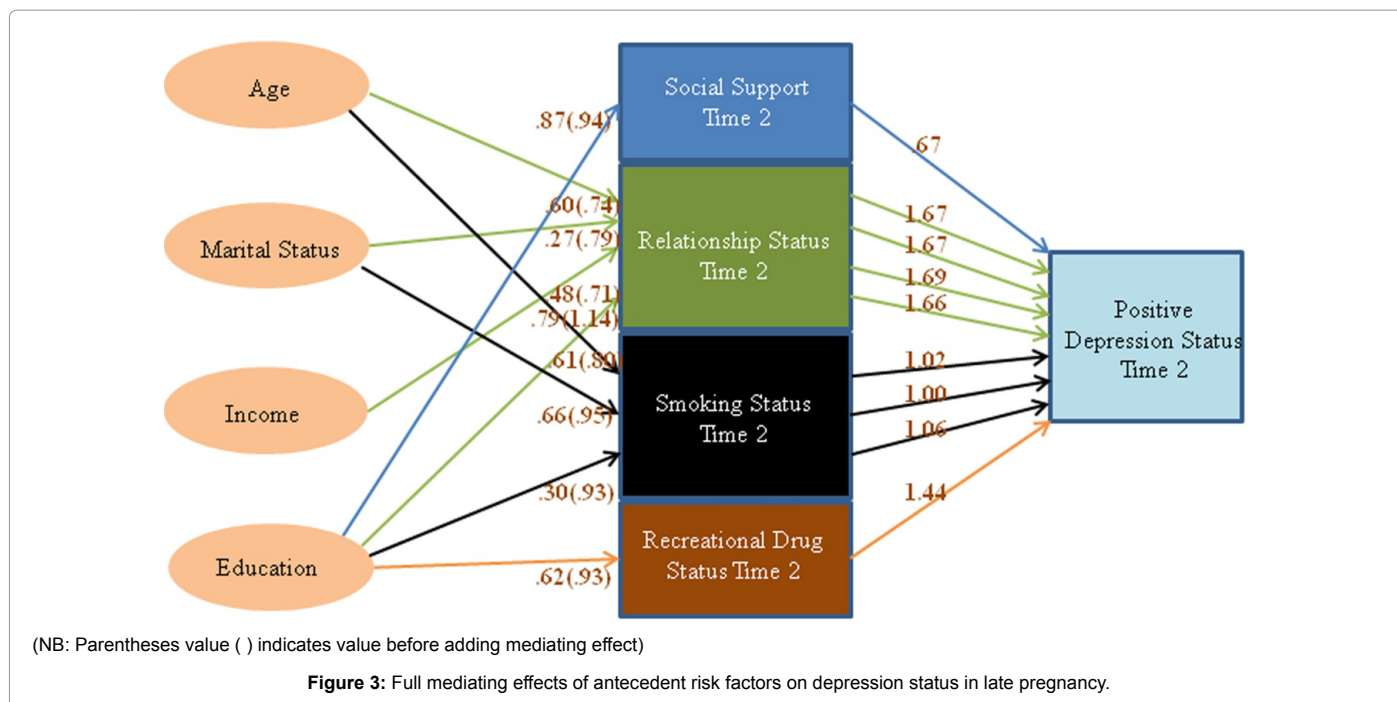 Age
Marital Status
Income
Education
.87(.94)
.60(.74)
.27(.79)
.48(.71)
.79(1.14)
.61(.80)
.66(.95)
.30(.93)
.62(.93)
Social Support
Time 2
Relationship Status
Time 2
Smoking Status
Time 2
Recreational Drug
Status Time 2
.67
1.67
1.67
1.69
1.66
1.02
1.00
1.06
1.44
Positive
Depression Status
Time 2
(NB: Parentheses value ( ) indicates value before adding mediating effect)
Figure 3: Full mediating effects of antecedent risk factors on depression status in late pregnancy.